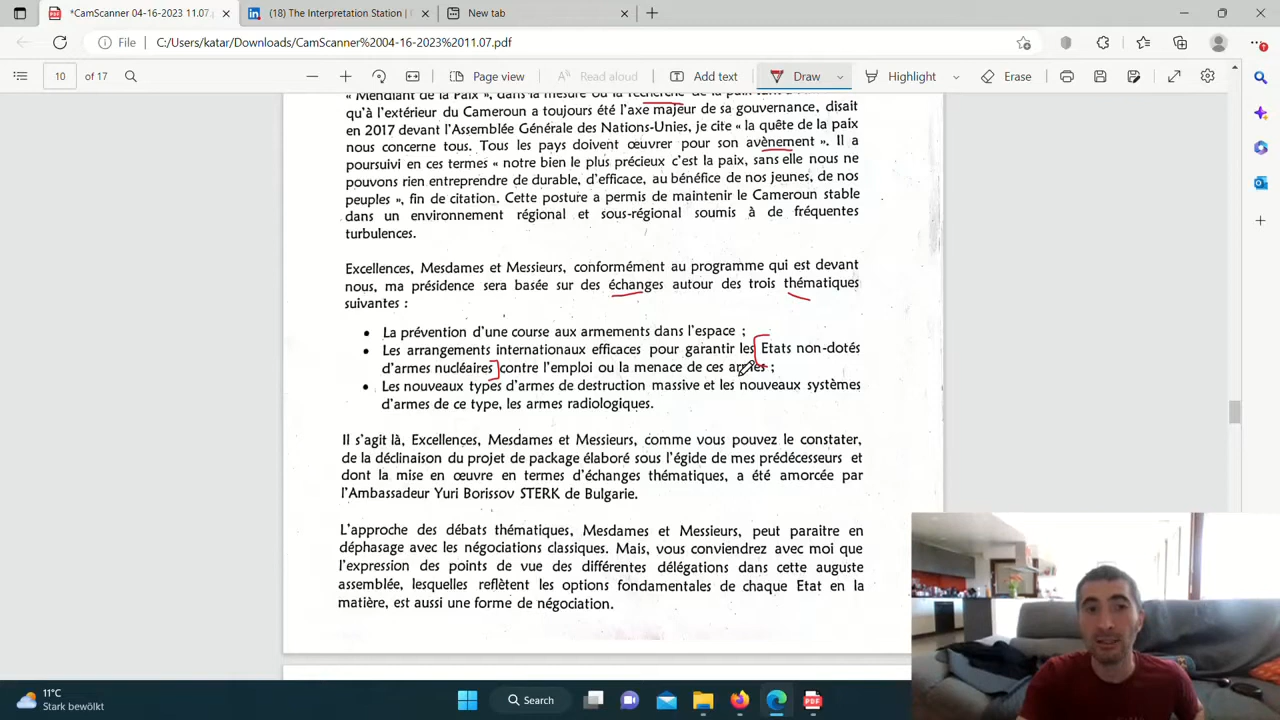 *CamScanner 04-16-2023 11.07.p
(18) The Interpretation Station |
New tab
File
C:/Users/katar/Downloads/CamScanner%2004-16-2023%2011.07.pdf
10 of 17
Page view
Read aloud
Add text
Draw
Highlight
Erase
« Mendiant de la Paix », dans la mesure où la recherche de la paix tant à
qu'à l'extérieur du Cameroun a toujours été l'axe majeur de sa gouvernance, disait
en 2017 devant l'Assemblée Générale des Nations-Unies, je cite « la quête de la paix
nous concerne tous. Tous les pays doivent œuvrer pour son avènement ». Il a
poursuivi en ces termes « notre bien le plus précieux c'est la paix, sans elle nous ne
pouvons rien entreprendre de durable, d'efficace, au bénéfice de nos jeunes, de nos
peuples », fin de citation. Cette posture a permis de maintenir le Cameroun stable
dans un environnement régional et sous-régional soumis à de fréquentes
turbulences.
Excellences, Mesdames et Messieurs, conformément au programme qui est devant
nous, ma présidence sera basée sur des échanges autour des trois thématiques
suivantes :
• La prévention d'une course aux armements dans l'espace ;
• Les arrangements internationaux efficaces pour garantir les Etats non-dotés
d'armes nucléaires contre l'emploi ou la menace de ces armes ;
• Les nouveaux types d'armes de destruction massive et les nouveaux systèmes
d'armes de ce type, les armes radiologiques.
Il s'agit là, Excellences, Mesdames et Messieurs, comme vous pouvez le constater,
de la déclinaison du projet de package élaboré sous l'égide de mes prédécesseurs et
dont la mise en œuvre en termes d'échanges thématiques, a été amorcée par
l'Ambassadeur Yuri Borissov STERK de Bulgarie.
L'approche des débats thématiques, Mesdames et Messieurs, peut paraitre en
déphasage avec les négociations classiques. Mais, vous conviendrez avec moi que
l'expression des points de vue des différentes délégations dans cette auguste
assemblée, lesquelles reflètent les options fondamentales de chaque Etat en la
matière, est aussi une forme de négociation.
11°C
Stark bewölkt
Search